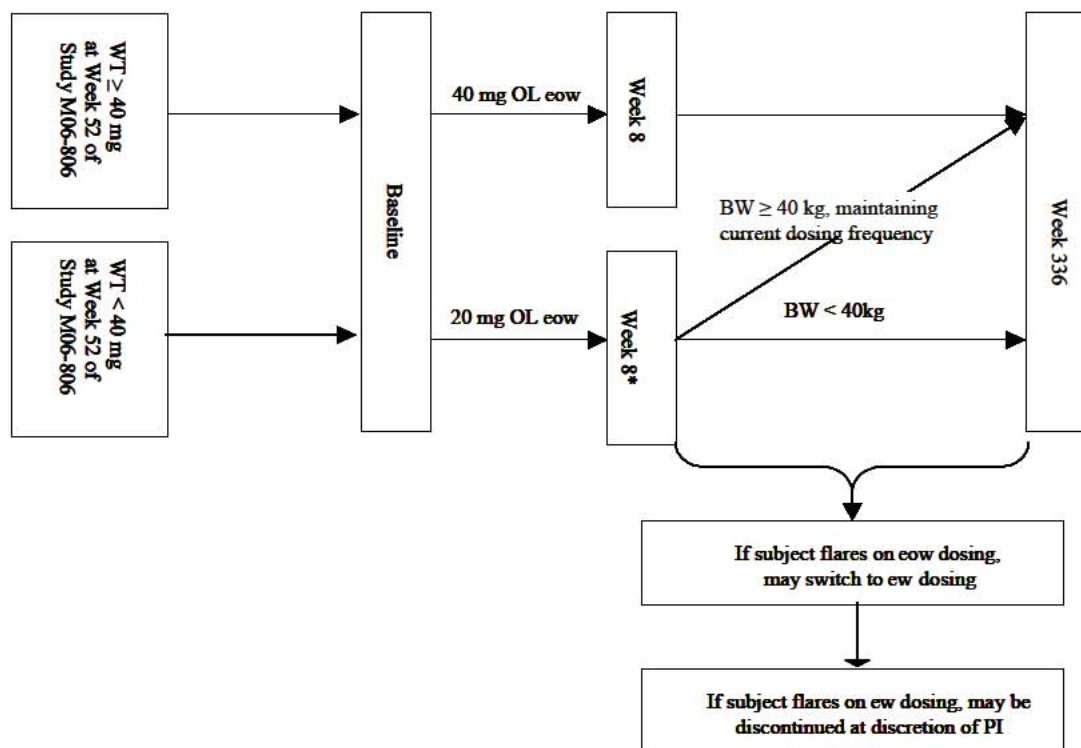 WT ≥ 40 mg
at Week 52 of
Study M06-806
WT < 40 mg
at Week 52 of
Study M06-806
Baseline
40 mg OL eow
20 mg OL eow
Week 8
Week 8*
BW ≥ 40 kg, maintaining
current dosing frequency
BW < 40kg
Week 336
If subject flares on eow dosing,
may switch to ew dosing
If subject flares on ew dosing, may be
discontinued at discretion of PI